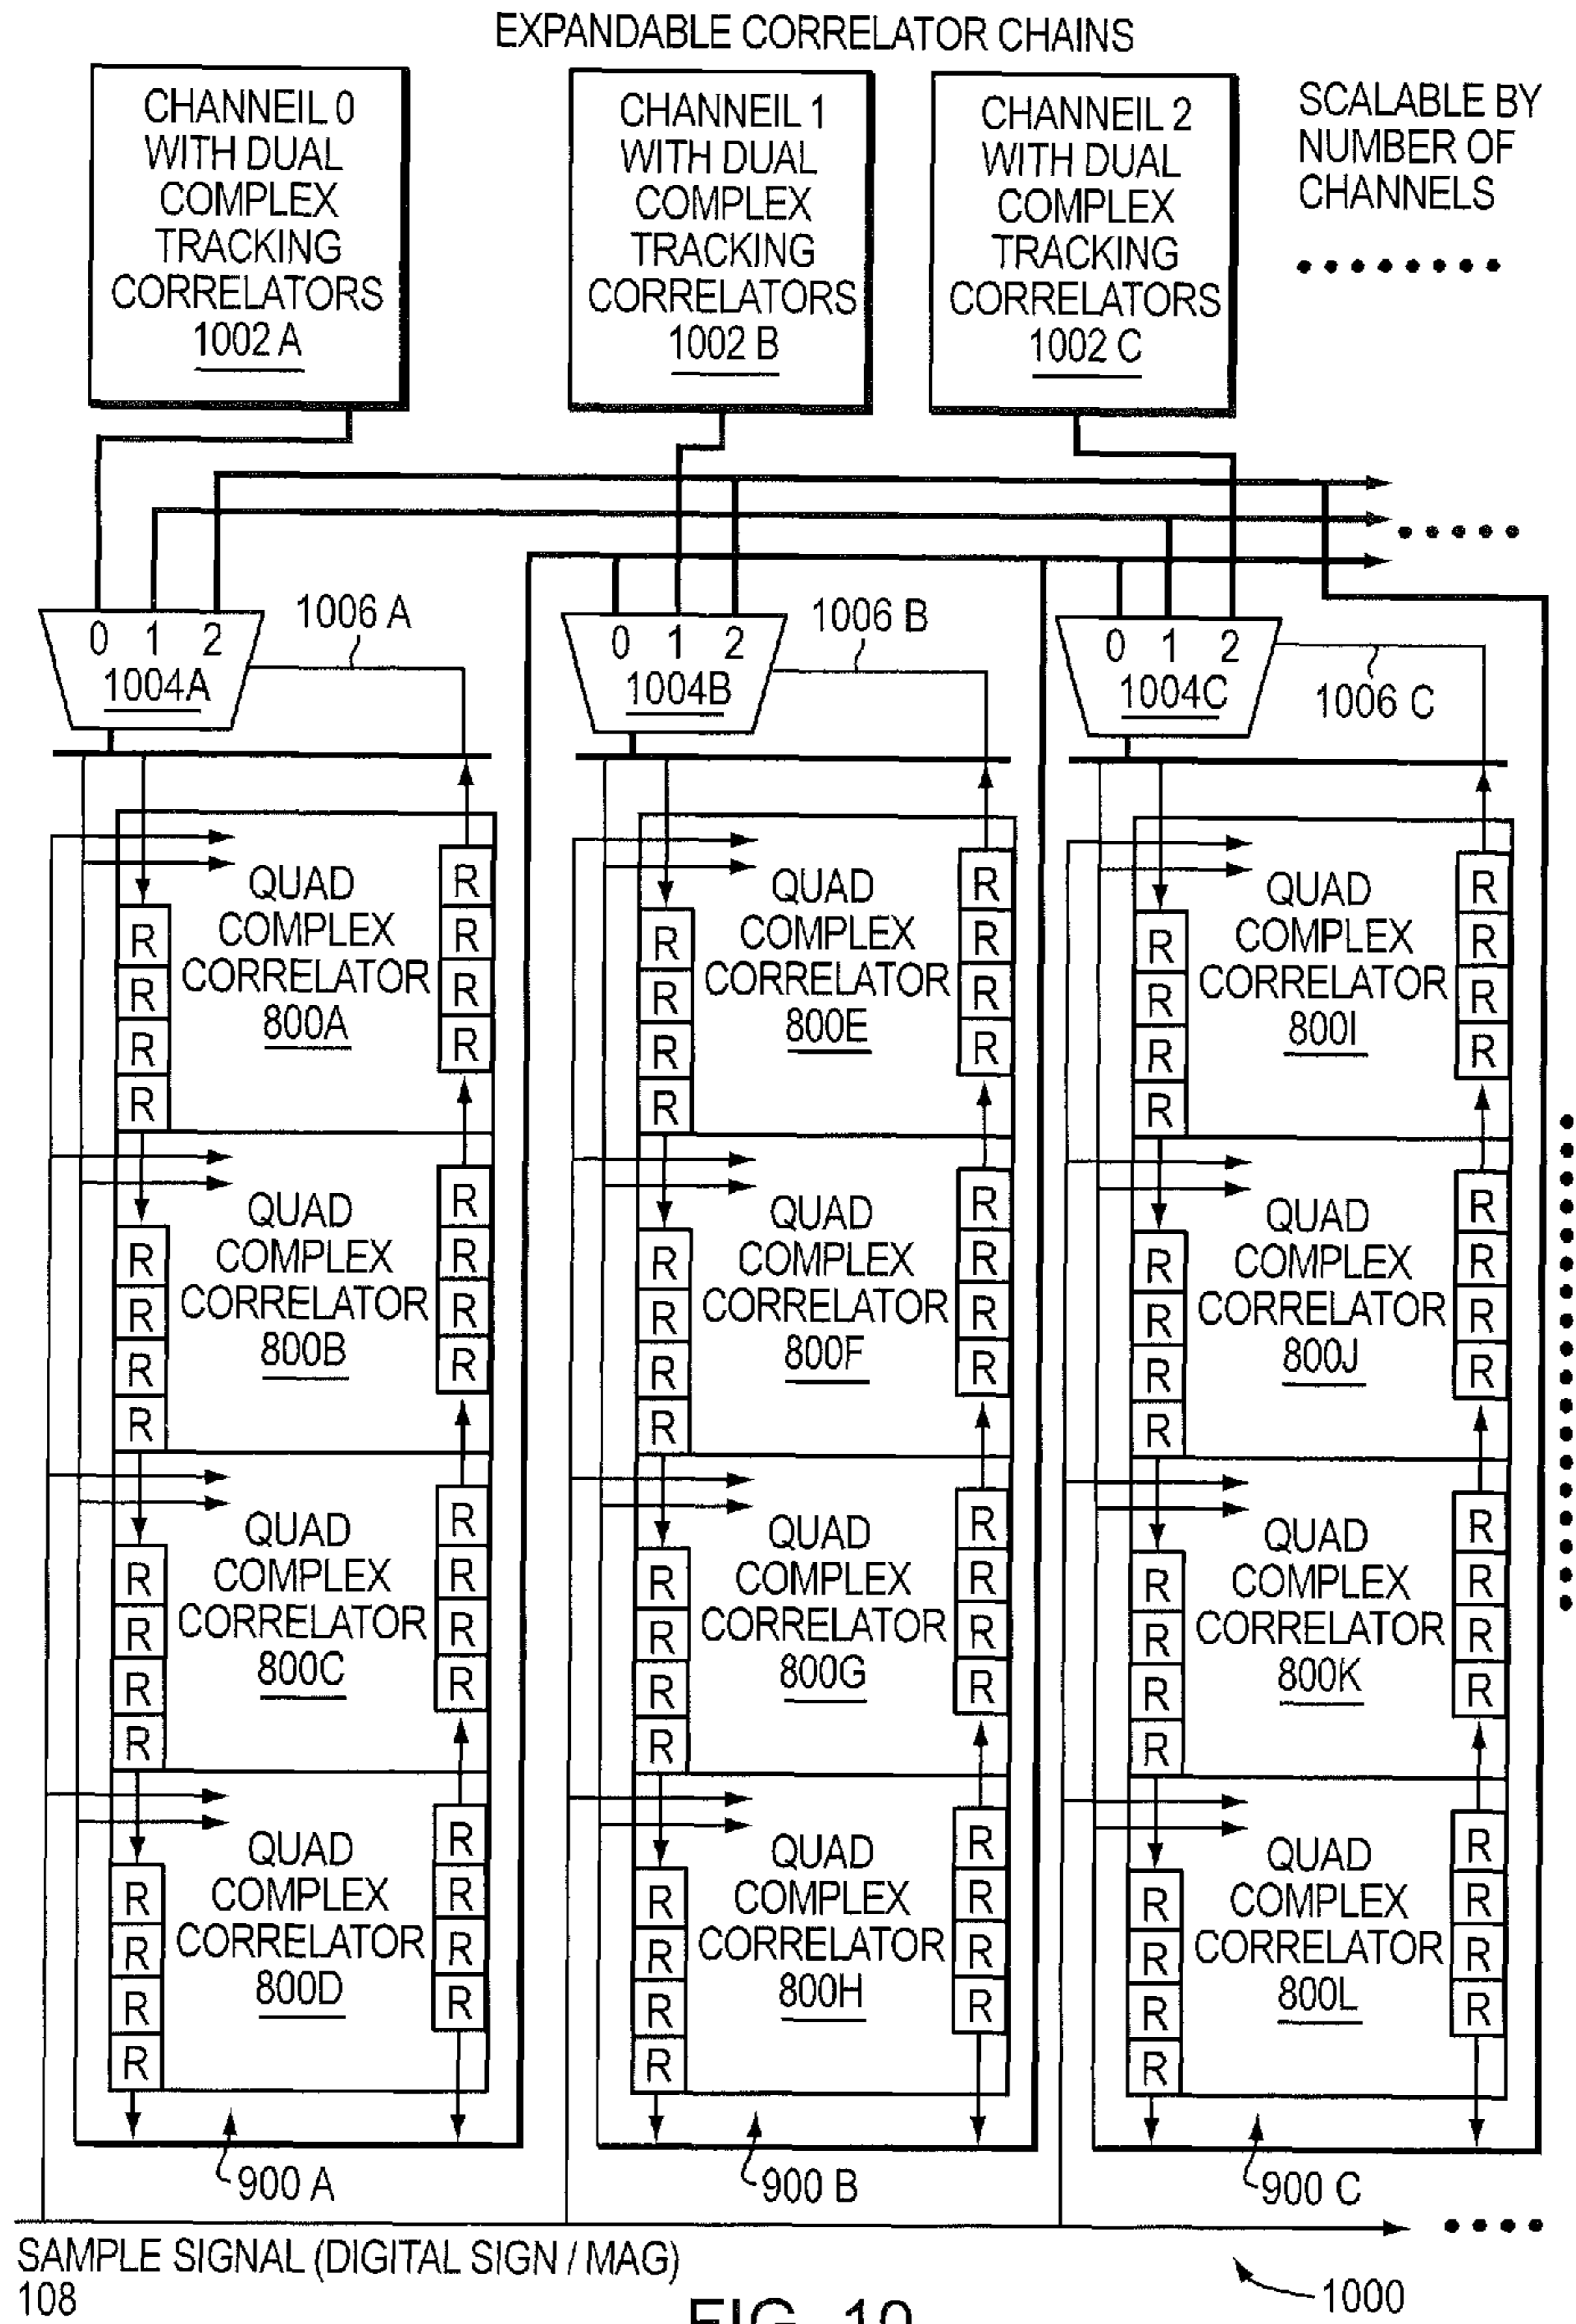 EXPANDABLE CORRELATOR CHAINS
CHANNEIL 0
WITH DUAL
COMPLEX
TRACKING
CORRELATORS
1002 A
CHANNEIL 1
WITH DUAL
COMPLEX
TRACKING
CORRELATORS
1002 B
CHANNEIL 2
WITH DUAL
COMPLEX
TRACKING
CORRELATORS
1002 C
SCALABLE BY
NUMBER OF
CHANNELS
0 1 2
1004A
1006 A
0 1 2
1004B
1006 B
0 1 2
1004C
1006 C
R
R
R
R
QUAD
COMPLEX
CORRELATOR
800A
R
R
R
R
R
R
R
R
QUAD
COMPLEX
CORRELATOR
800E
R
R
R
R
R
R
R
R
QUAD
COMPLEX
CORRELATOR
800I
R
R
R
R
R
R
R
R
QUAD
COMPLEX
CORRELATOR
800B
R
R
R
R
R
R
R
R
QUAD
COMPLEX
CORRELATOR
800F
R
R
R
R
R
R
R
R
QUAD
COMPLEX
CORRELATOR
800J
R
R
R
R
R
R
R
R
QUAD
COMPLEX
CORRELATOR
800C
R
R
R
R
R
R
R
R
QUAD
COMPLEX
CORRELATOR
800G
R
R
R
R
R
R
R
R
QUAD
COMPLEX
CORRELATOR
800K
R
R
R
R
R
R
R
R
QUAD
COMPLEX
CORRELATOR
800D
R
R
R
R
R
R
R
R
QUAD
COMPLEX
CORRELATOR
800H
R
R
R
R
R
R
R
R
QUAD
COMPLEX
CORRELATOR
800L
R
R
R
R
900 A
900 B
900 C
SAMPLE SIGNAL (DIGITAL SIGN / MAG)
108
1000
FIG. 10